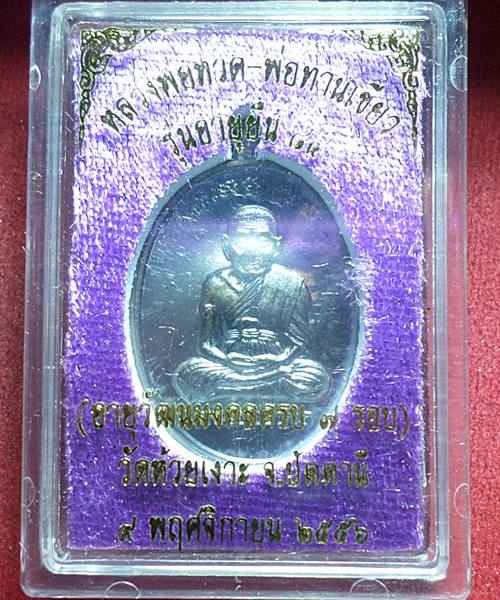 หลวงพ่อทวด-พ่อท่านเขียว
รุ่นอายุยืน ๘๔
(อายุวัฒนมงคลครบ ๗ รอบ)
วัดห้วยเงาะ จ.ปัตตานี
๙ พฤศจิกายน ๒๕๕๖